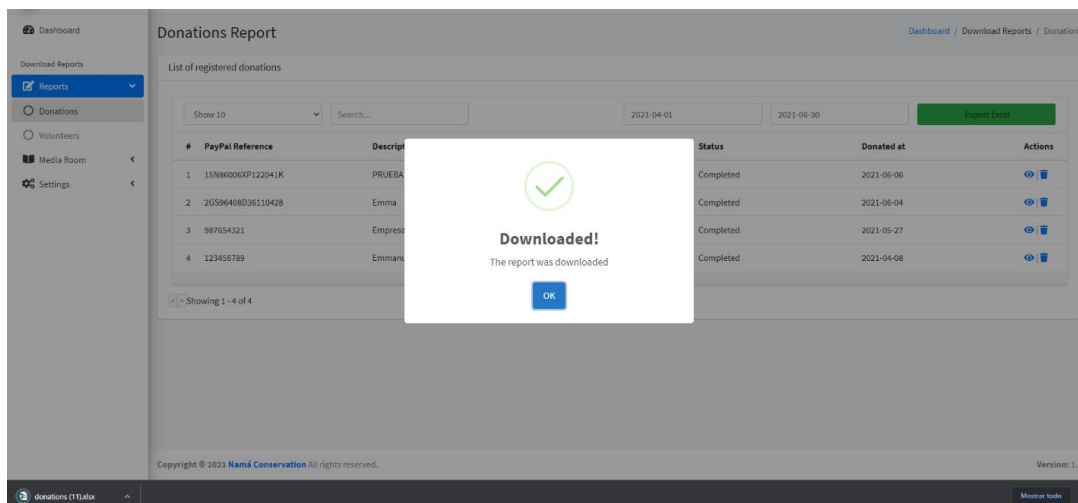 Dashboard
Download Reports
Reports
Donations
Volunteers
Media Room
Settings
Donations Report
Dashboard / Download Reports / Donation
List of registered donations
Show 10 Search... 2021-04-01 2021-06-30 Export Excel
# PayPal Reference Descript Status Donated at Actions
1 15N86006XP122041K PRUEBA Completed 2021-06-06
2 2GS96408D36110428 Emma Completed 2021-06-04
3 987654321 Empresa Completed 2021-05-27
4 123456789 Emmanu Completed 2021-04-08
Showing 1 - 4 of 4
Downloaded!
The report was downloaded
OK
Copyright © 2021 Namá Conservation All rights reserved. Version: 1.
donations (11).xlsx Mostrar todo